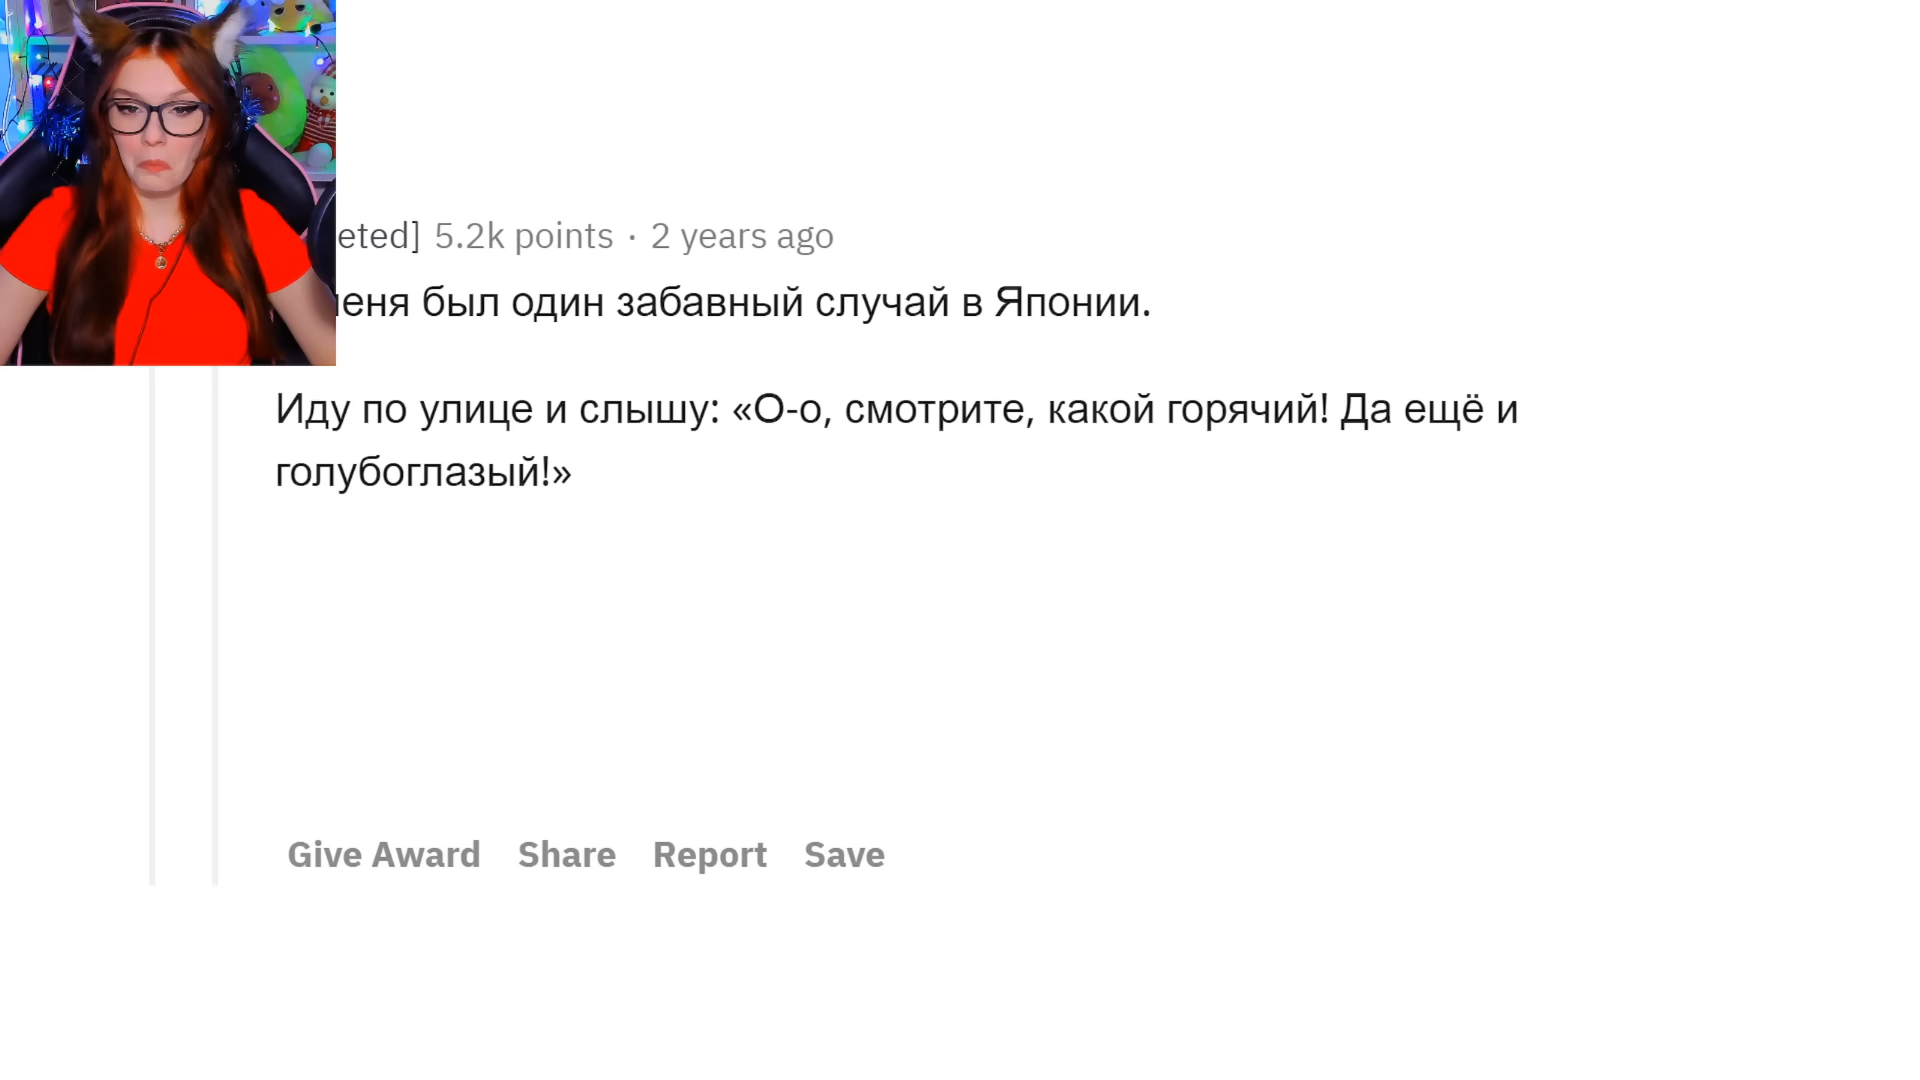 eted] 5.2k points · 2 years ago
был один забавный случай в Японии.
Иду по улице и слышу: «О-о, смотрите, какой горячий! Да ещё и
голубоглазый!»
Give Award Share Report Save